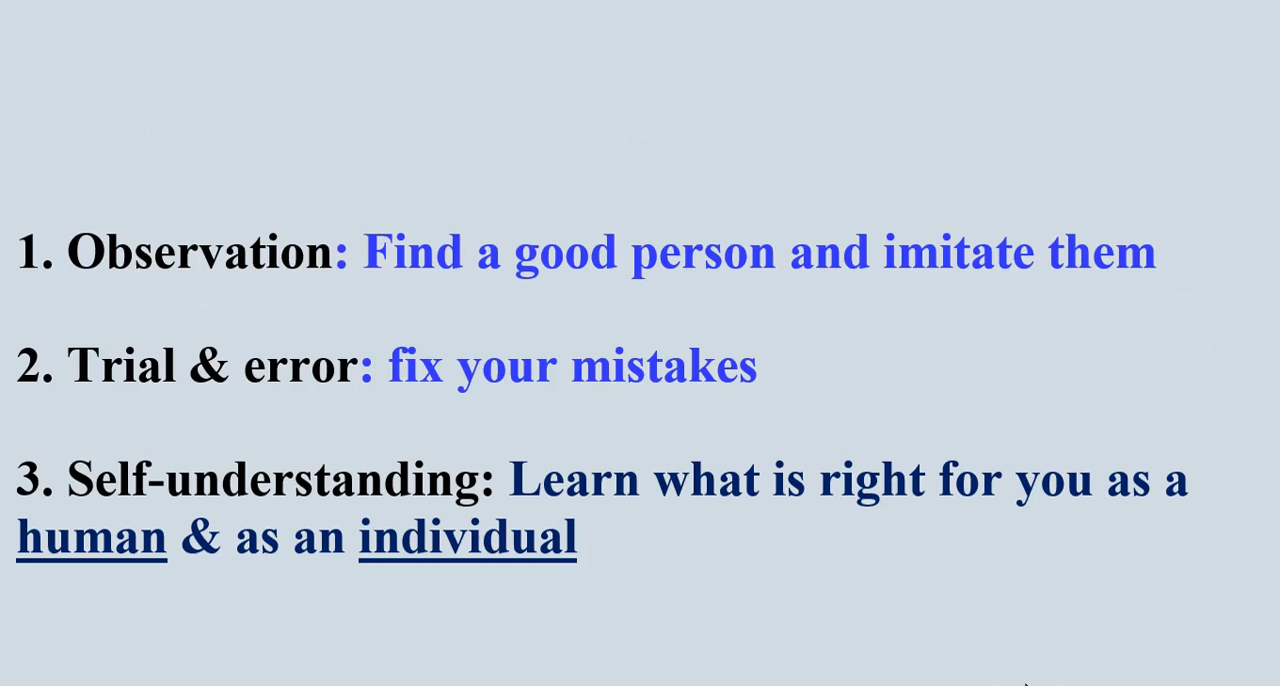 1. Observation: Find a good person and imitate them
2. Trial & error: fix your mistakes
3. Self-understanding: Learn what is right for you as a
human & as an individual